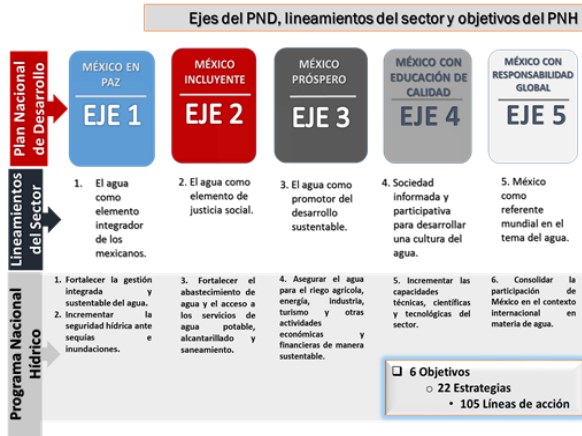 Ejes del PND, lineamientos del sector y objetivos del PNH
Plan Nacional
de Desarrollo
MÉXICO EN
PAZ
EJE 1
MÉXICO
INCLUYENTE
EJE 2
MÉXICO
PRÓSPERO
EJE 3
MÉXICO CON
EDUCACIÓN DE
CALIDAD
EJE 4
MÉXICO CON
RESPONSABILIDAD
GLOBAL
EJE 5
Lineamientos
del Sector
1. El agua
como
elemento
integrador
de los
mexicanos.
2. El agua como
elemento de
justicia social.
3. El agua como
promotor del
desarrollo
sustentable.
4. Sociedad
informada y
participativa
para desarrollar
una cultura del
agua.
5. México
como
referente
mundial en el
tema del agua.
Programa Nacional
Hídrico
1. Fortalecer la gestión
integrada y
sustentable del agua.
2. Incrementar la
seguridad hídrica ante
sequías e
inundaciones.
3. Fortalecer el
abastecimiento de
agua y el acceso a
los servicios de
agua potable,
alcantarillado y
saneamiento.
4. Asegurar el agua
para el riego agrícola,
energía, industria,
turismo y otras
actividades
económicas y
financieras de manera
sustentable.
5. Incrementar las
capacidades
técnicas, científicas
y tecnológicas del
sector.
6. Consolidar la
participación de
México en el contexto
internacional en
materia de agua.
❑ 6 Objetivos
o 22 Estrategias
• 105 Líneas de acción